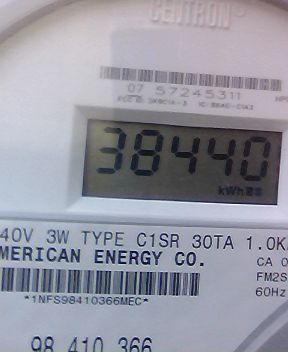 CENTRON®
07 57245311
38440
kWh
40V 3W TYPE C1SR 30TA 1.0K
MERICAN ENERGY CO.
CA 0
FM2S
60Hz
*1NFS98410366MEC*
98 410 366